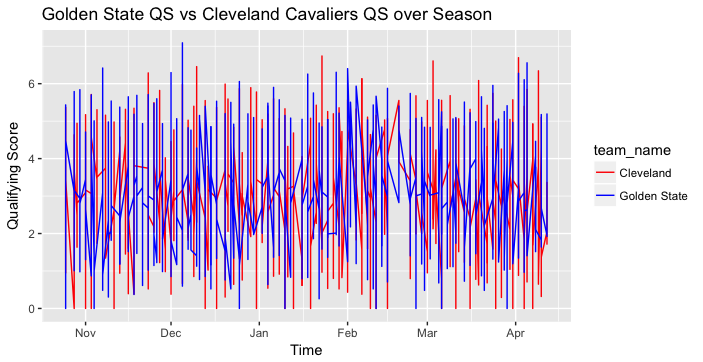 Golden State QS vs Cleveland Cavaliers QS over Season
Qualifying Score
6
4
2
0
Nov Dec Jan Feb Mar Apr
Time
team_name
Cleveland
Golden State